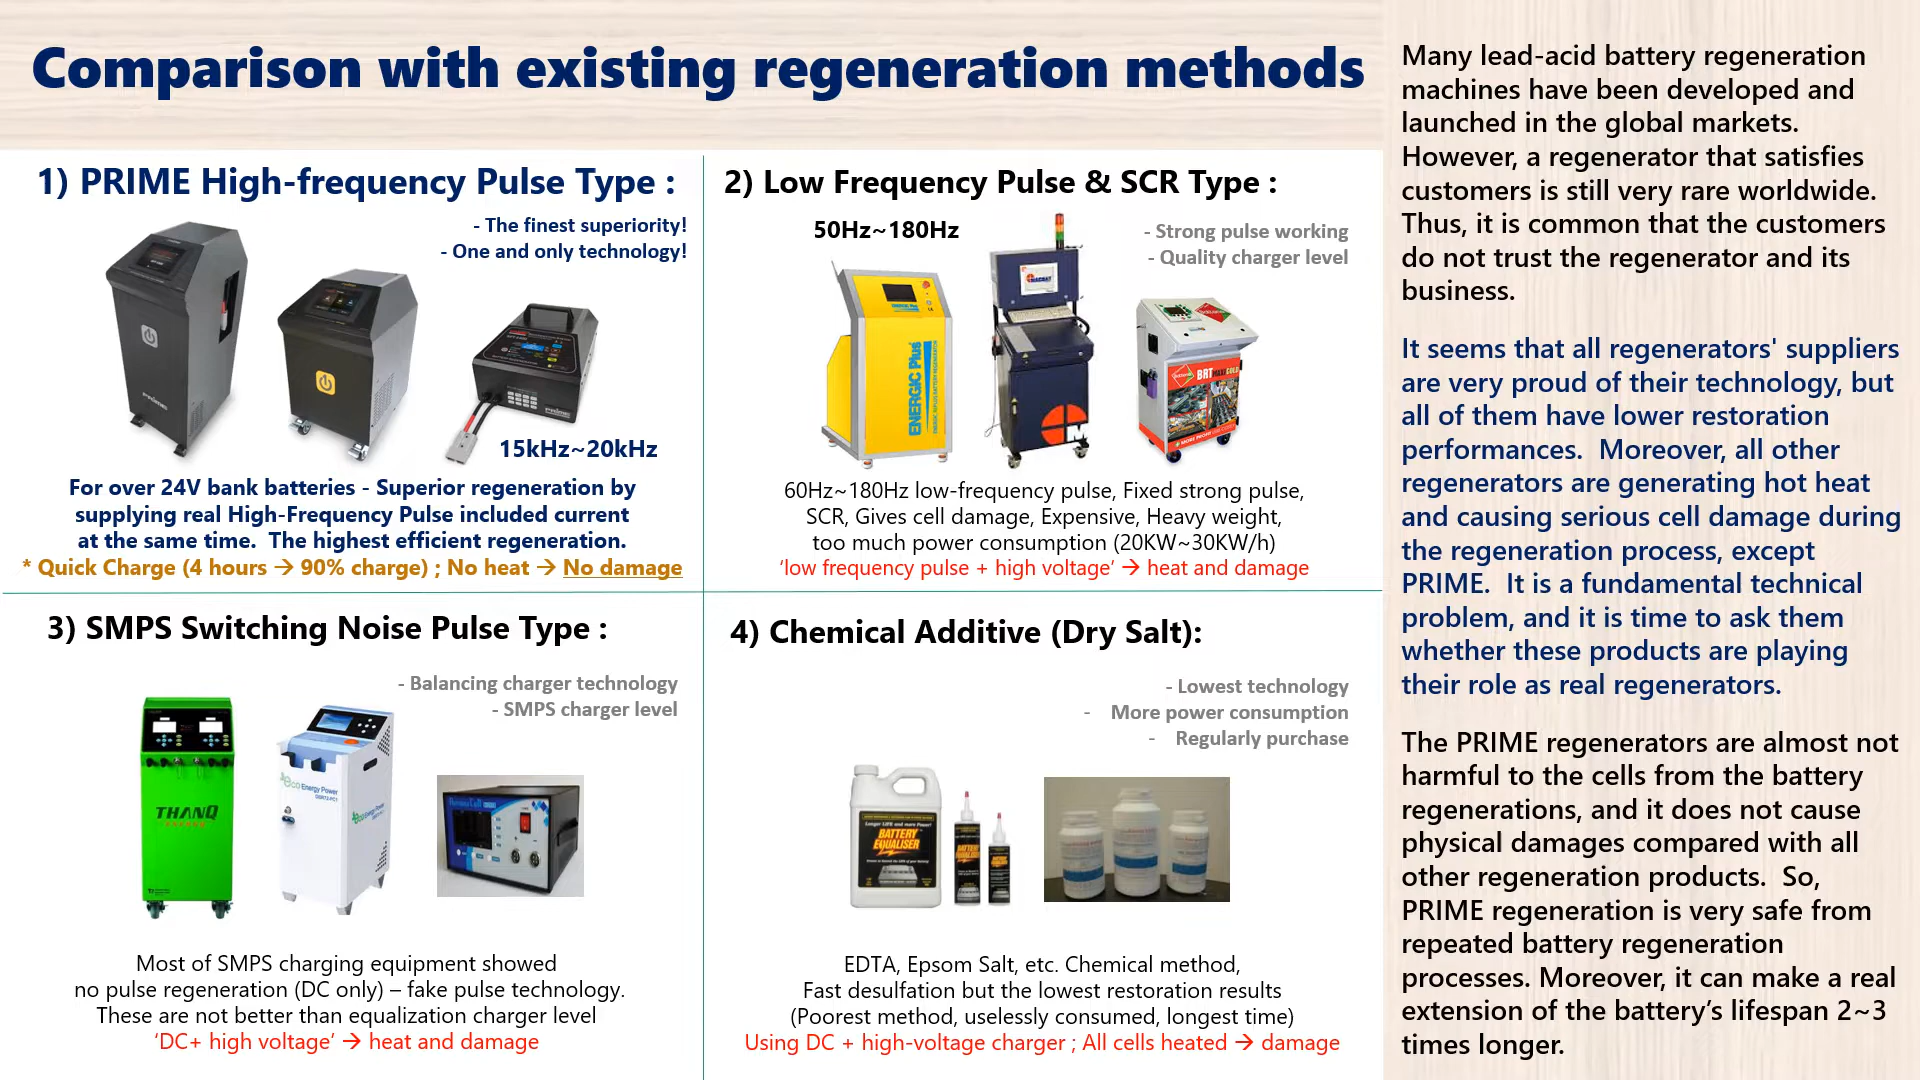 Comparison with existing regeneration methods
1) PRIME High-frequency Pulse Type :
- The finest superiority!
- One and only technology!
PRIME
PRIME
15kHz~20kHz
For over 24V bank batteries - Superior regeneration by
supplying real High-Frequency Pulse included current
at the same time.  The highest efficient regeneration.
* Quick Charge (4 hours → 90% charge) ; No heat → No damage
2) Low Frequency Pulse & SCR Type :
50Hz~180Hz
- Strong pulse working
- Quality charger level
ENERGIC Plus
ENERGIC PLUS BATTERY REGENERATOR
MACBAT
BRT
GOLD
60Hz~180Hz low-frequency pulse, Fixed strong pulse,
SCR, Gives cell damage, Expensive, Heavy weight,
too much power consumption (20KW~30KW/h)
‘low frequency pulse + high voltage’ → heat and damage
3) SMPS Switching Noise Pulse Type :
- Balancing charger technology
- SMPS charger level
THANQ
eco Energy Power
Most of SMPS charging equipment showed
no pulse regeneration (DC only) – fake pulse technology.
These are not better than equalization charger level
‘DC+ high voltage’ → heat and damage
4) Chemical Additive (Dry Salt):
- Lowest technology
- More power consumption
- Regularly purchase
Longer LIFE and more Power!
BATTERY
EQUALISER
BATTERY
EQUALISER
EDTA, Epsom Salt, etc. Chemical method,
Fast desulfation but the lowest restoration results
(Poorest method, uselessly consumed, longest time)
Using DC + high-voltage charger ; All cells heated → damage
Many lead-acid battery regeneration
machines have been developed and
launched in the global markets.
However, a regenerator that satisfies
customers is still very rare worldwide.
Thus, it is common that the customers
do not trust the regenerator and its
business.
It seems that all regenerators' suppliers
are very proud of their technology, but
all of them have lower restoration
performances.  Moreover, all other
regenerators are generating hot heat
and causing serious cell damage during
the regeneration process, except
PRIME.  It is a fundamental technical
problem, and it is time to ask them
whether these products are playing
their role as real regenerators.
The PRIME regenerators are almost not
harmful to the cells from the battery
regenerations, and it does not cause
physical damages compared with all
other regeneration products.  So,
PRIME regeneration is very safe from
repeated battery regeneration
processes. Moreover, it can make a real
extension of the battery’s lifespan 2~3
times longer.